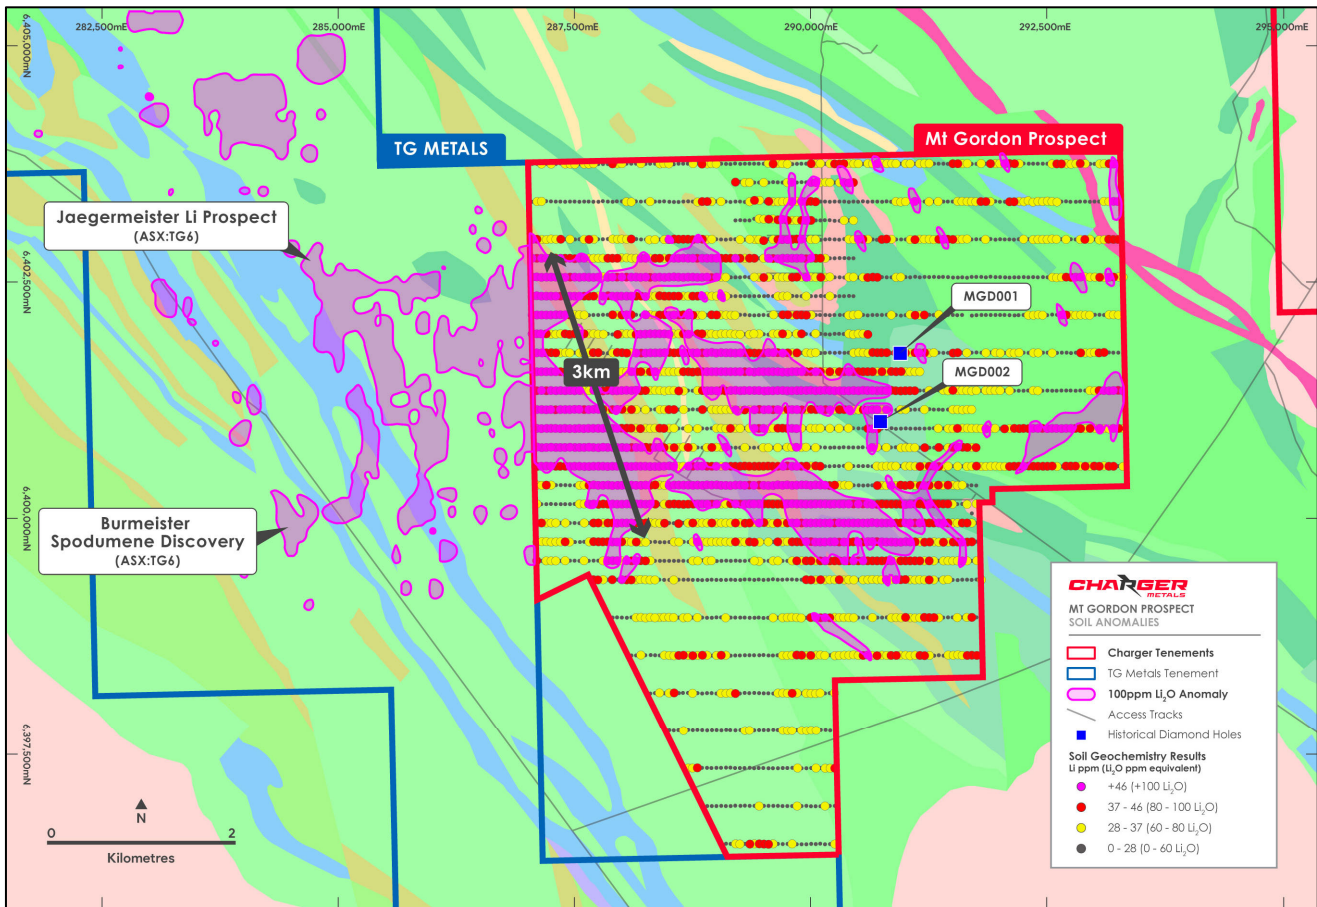 282,500mE
285,000mE
287,500mE
290,000mE
292,500mE
295,000mE
6,405,000mN
6,402,500mN
6,400,000mN
6,397,500mN
TG METALS
Mt Gordon Prospect
Jaegermeister Li Prospect
(ASX:TG6)
MGD001
MGD002
3km
Burmeister
Spodumene Discovery
(ASX:TG6)
N
0 2
Kilometres
CHARGER
METALS
MT GORDON PROSPECT
SOIL ANOMALIES
Charger Tenements
TG Metals Tenement
100ppm Li₂O Anomaly
Access Tracks
Historical Diamond Holes
Soil Geochemistry Results
Li ppm (Li₂O ppm equivalent)
+46 (+100 Li₂O)
37 - 46 (80 - 100 Li₂O)
28 - 37 (60 - 80 Li₂O)
0 - 28 (0 - 60 Li₂O)